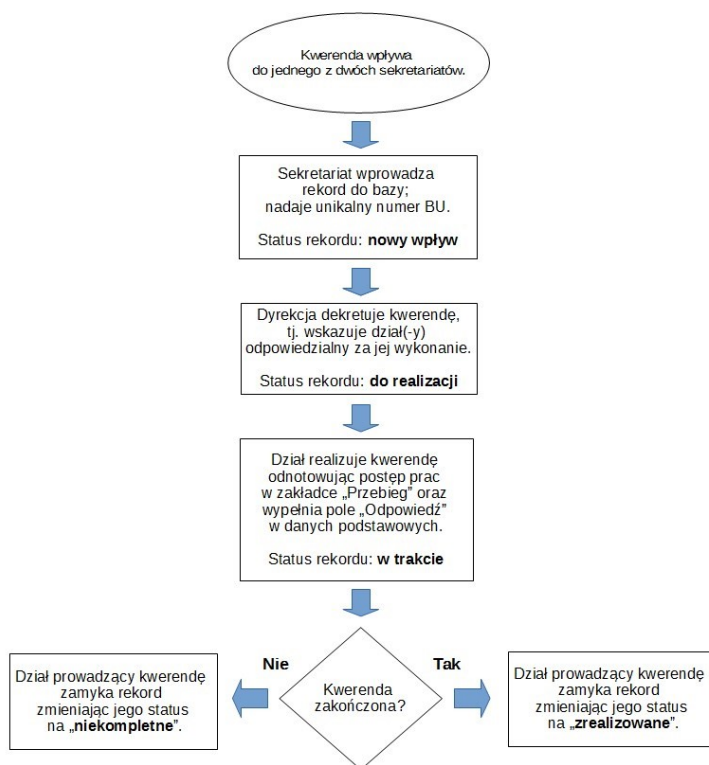 Kwerenda wpływa
do jednego z dwóch sekretariatów.
Sekretariat wprowadza
rekord do bazy;
nadaje unikalny numer BU.
Status rekordu: nowy wpływ
Dyrekcja dekretuje kwerendę,
tj. wskazuje dział(-y)
odpowiedzialny za jej wykonanie.
Status rekordu: do realizacji
Dział realizuje kwerendę
odnotowując postęp prac
w zakładce „Przebieg” oraz
wypełnia pole „Odpowiedź”
w danych podstawowych.
Status rekordu: w trakcie
Nie
Tak
Dział prowadzący kwerendę
zamyka rekord
zmieniając jego status
na „niekompletne”.
Kwerenda
zakończona?
Dział prowadzący kwerendę
zamyka rekord
zmieniając jego status
na „zrealizowane”.